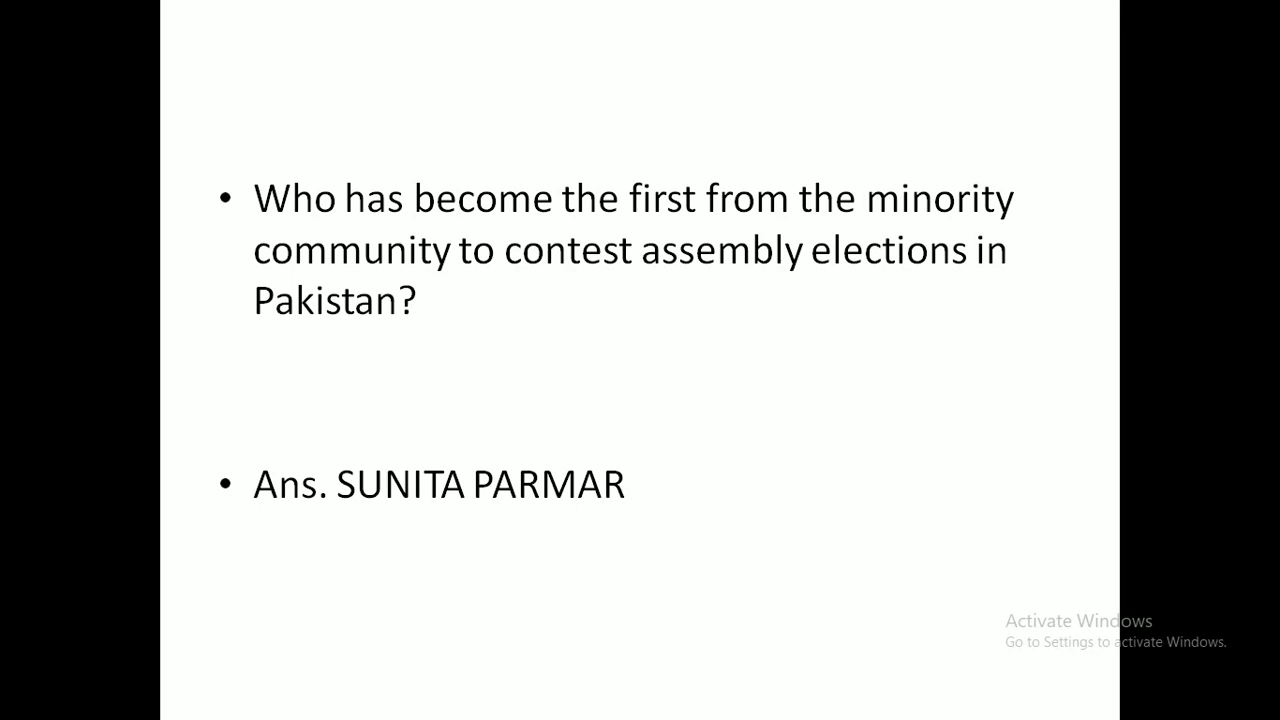 • Who has become the first from the minority
community to contest assembly elections in
Pakistan?
• Ans. SUNITA PARMAR
Activate Windows
Go to Settings to activate Windows.